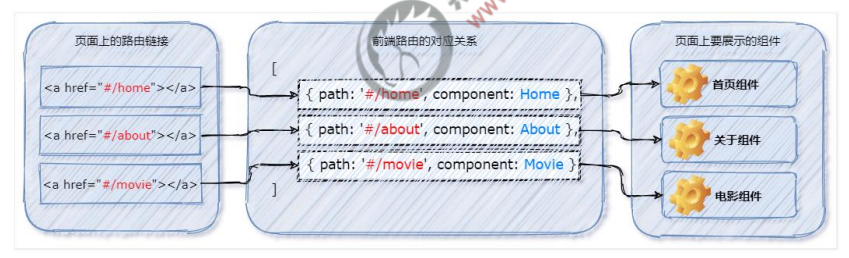 页面上的路由链接
<a href="#/home"></a>
<a href="#/about"></a>
<a href="#/movie"></a>
前端路由的对应关系
[
{ path: '#/home', component: Home },
{ path: '#/about', component: About },
{ path: '#/movie', component: Movie }
]
页面上要展示的组件
首页组件
关于组件
电影组件